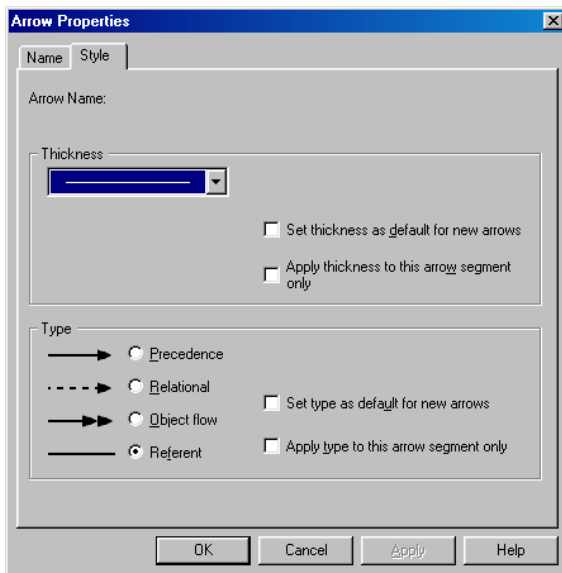 Arrow Properties
Name
Style
Arrow Name:
Thickness
Set thickness as default for new arrows
Apply thickness to this arrow segment
only
Type
Precedence
Relational
Set type as default for new arrows
Object flow
Apply type to this arrow segment only
Referent
OK
Cancel
Apply
Help